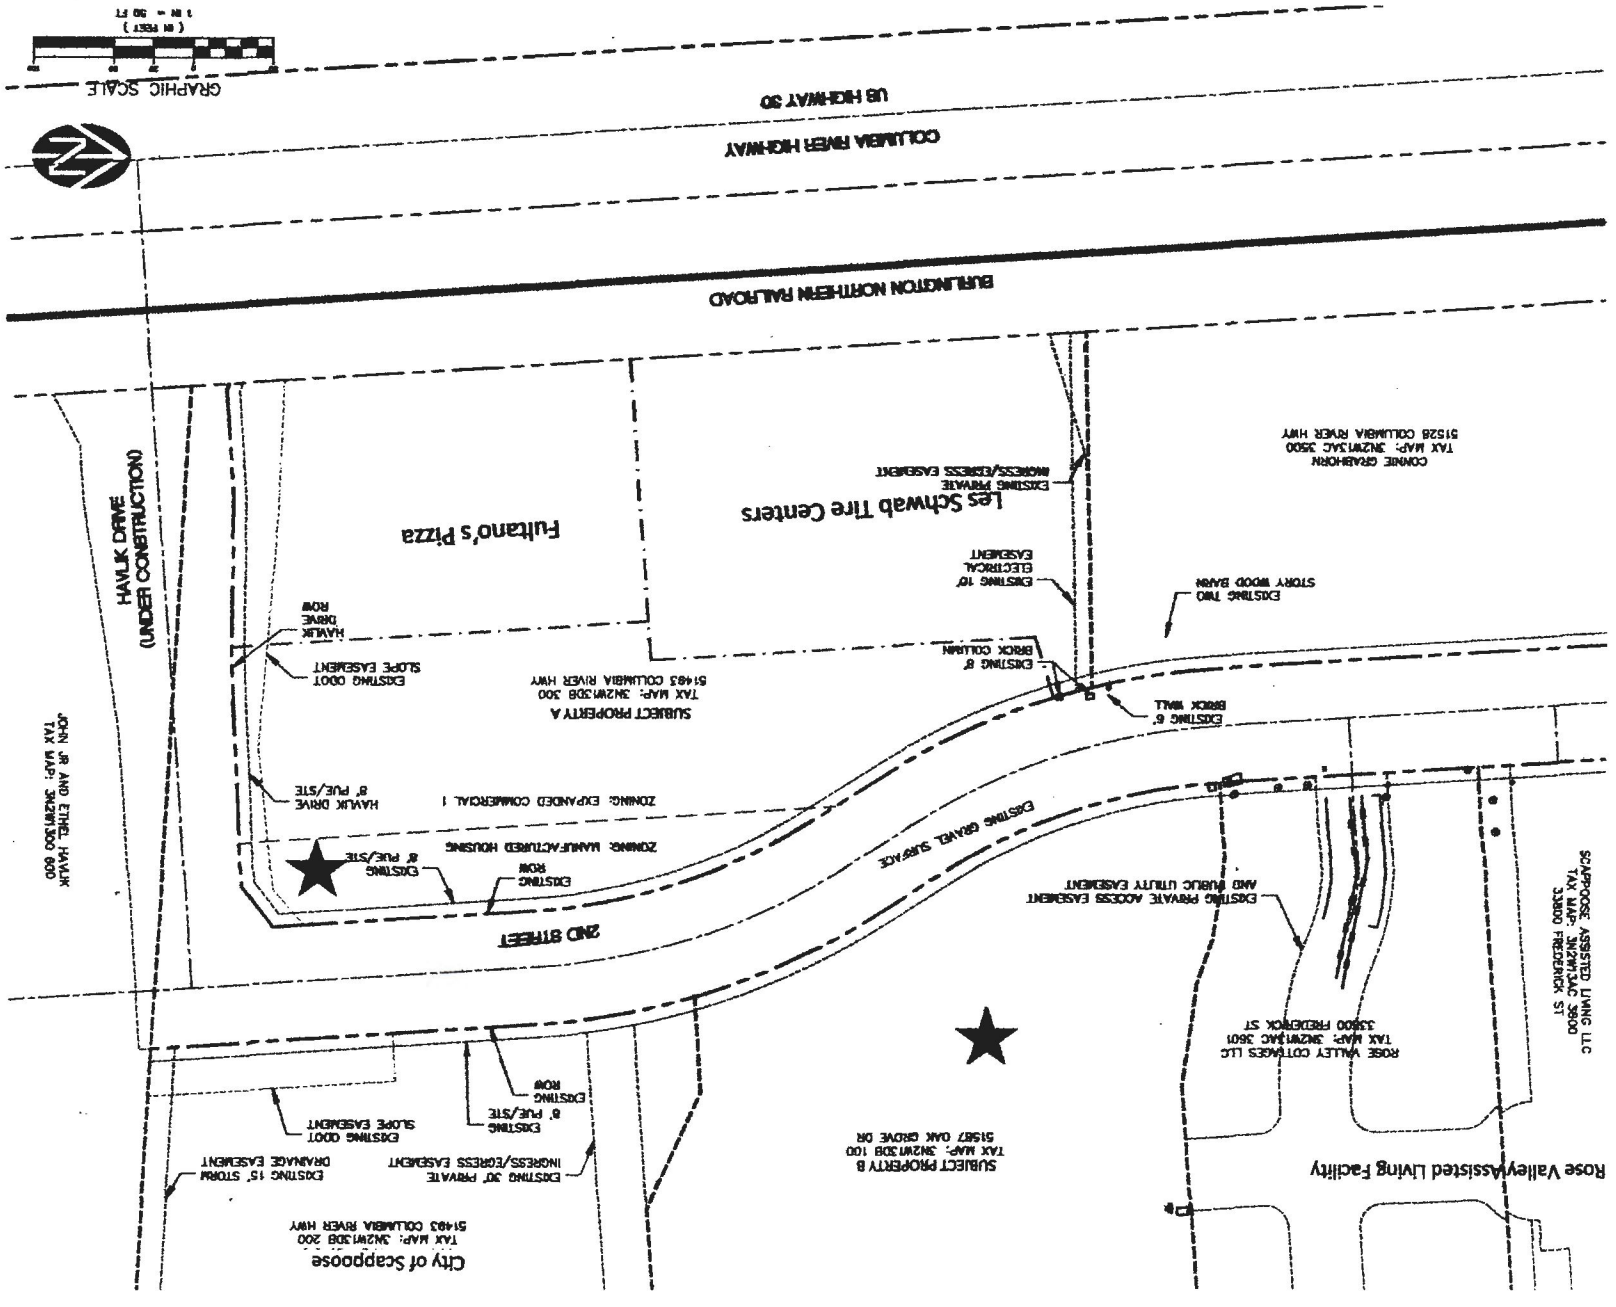 City of Scappoose
TAX MAP: 3N2W13DB 200
51493 COLUMBIA RIVER HWY
Rose Valley Assisted Living Facility
SUBJECT PROPERTY B
TAX MAP: 3N2W13DB 100
51587 OAK GROVE DR
EXISTING 30' PRIVATE
INGRESS/EGRESS EASEMENT
EXISTING 15' STORM
DRAINAGE EASEMENT
EXISTING
8' PUE/STE
EXISTING ODOT
SLOPE EASEMENT
EXISTING
ROW
ROSE VALLEY COTTAGES LLC
TAX MAP: 3N2W13AC 3601
33800 FREDERICK ST
SCAPPOOSE ASSISTED LIVING LLC
TAX MAP: 3N2W13AC 3600
33800 FREDERICK ST
EXISTING PRIVATE ACCESS EASEMENT
AND PUBLIC UTILITY EASEMENT
2ND STREET
EXISTING GRAVEL SURFACE
EXISTING
ROW
EXISTING
8' PUE/STE
ZONING: MANUFACTURED HOUSING
ZONING: EXPANDED COMMERCIAL 1
HAVLIK DRIVE
8' PUE/STE
JOHN JR AND ETHEL HAVLIK
TAX MAP: 3N2W1300 600
EXISTING 6'
BRICK WALL
SUBJECT PROPERTY A
TAX MAP: 3N2W13DB 300
51493 COLUMBIA RIVER HWY
EXISTING 8'
BRICK COLUMN
EXISTING ODOT
SLOPE EASEMENT
HAVLIK
DRIVE
ROW
EXISTING TWO
STORY WOOD BARN
EXISTING 10'
ELECTRICAL
EASEMENT
HAVLIK DRIVE
(UNDER CONSTRUCTION)
Les Schwab Tire Centers
Fultano's Pizza
EXISTING PRIVATE
INGRESS/EGRESS EASEMENT
CONNIE GRABHORN
TAX MAP: 3N2W13AC 3500
51528 COLUMBIA RIVER HWY
BURLINGTON NORTHERN RAILROAD
COLUMBIA RIVER HIGHWAY
US HIGHWAY 30
N
GRAPHIC SCALE
( IN FEET )
1 IN = 50 FT